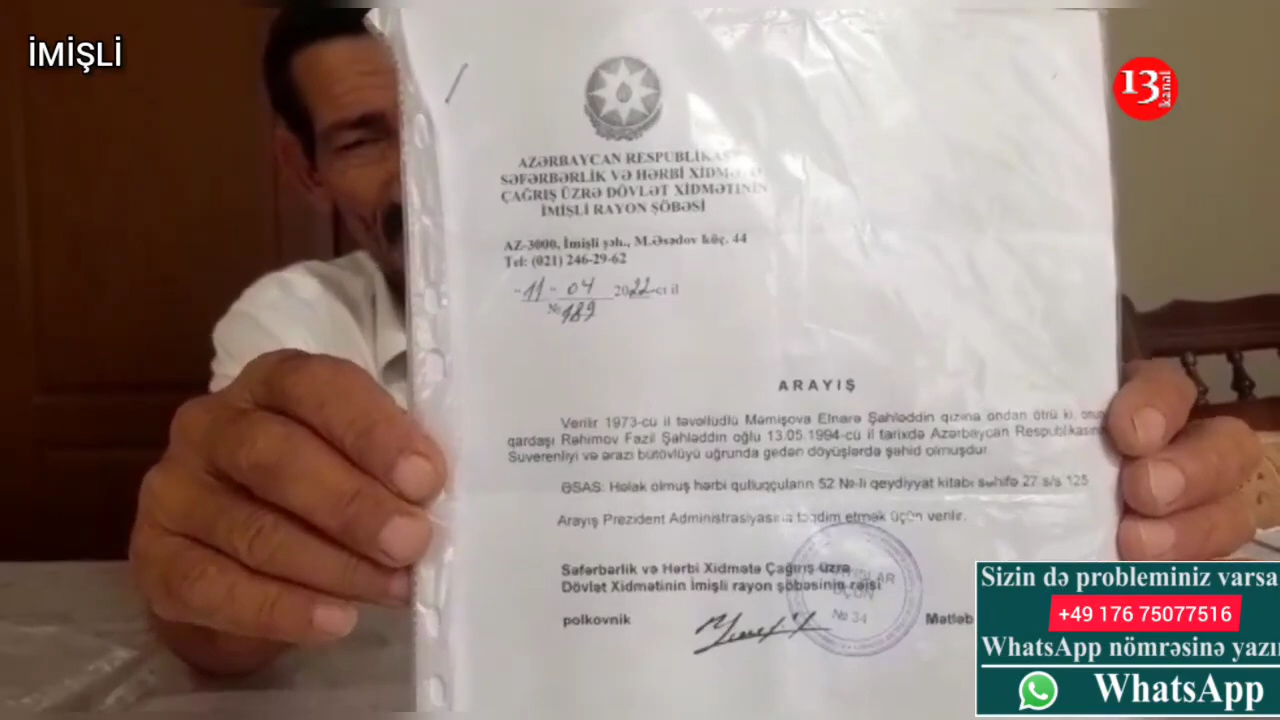 İMİŞLİ
13
kanal
AZƏRBAYCAN RESPUBLİKAS
SƏFƏRBƏRLİK VƏ HƏRBİ XİDMƏTƏ
ÇAĞRIŞ ÜZRƏ DÖVLƏT XİDMƏTİNİN
İMİŞLİ RAYON ŞÖBƏSİ
AZ-3000, İmişli şəh., M.Əsədov küç. 44
Tel: (021) 246-29-62
"11 - 04 2022-ci il
№ 189
ARAYIŞ
Verilir 1973-cü il təvəllüdlü Məmişova Elnarə Şahləddin qızına ondan ötrü ki, onun
qardaşı Rəhimov Fazil Şahləddin oğlu 13.05.1994-cü il tarixdə Azərbaycan Respublikasını
Suverenliyi və ərazi bütövlüyü uğrunda gedən döyüşlərdə şəhid olmuşdur
ƏSAS: Həlak olmuş hərbi qulluqçuların 52 №-li qeydiyyat kitabı səhifə 27 s/s 125
Arayış Prezident Administrasiyasına təqdim etmək üçün verilir.
Səfərbərlik və Hərbi Xidmətə Çağırış üzrə
Dövlət Xidmətinin İmişli rayon şöbəsinin rəisi
polkovnik Mətləb
ÜÇÜN
№ 34
Sizin də probleminiz varsa
+49 176 75077516
WhatsApp nömrəsinə yazı
WhatsApp